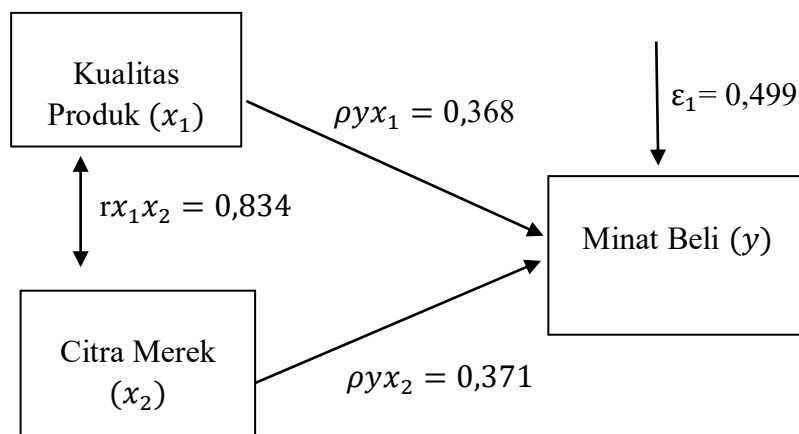 Kualitas
Produk (𝑥₁)
𝜌𝑦𝑥₁ = 0,368
ε₁= 0,499
r𝑥₁𝑥₂ = 0,834
Minat Beli (𝑦)
Citra Merek
(𝑥₂)
𝜌𝑦𝑥₂ = 0,371